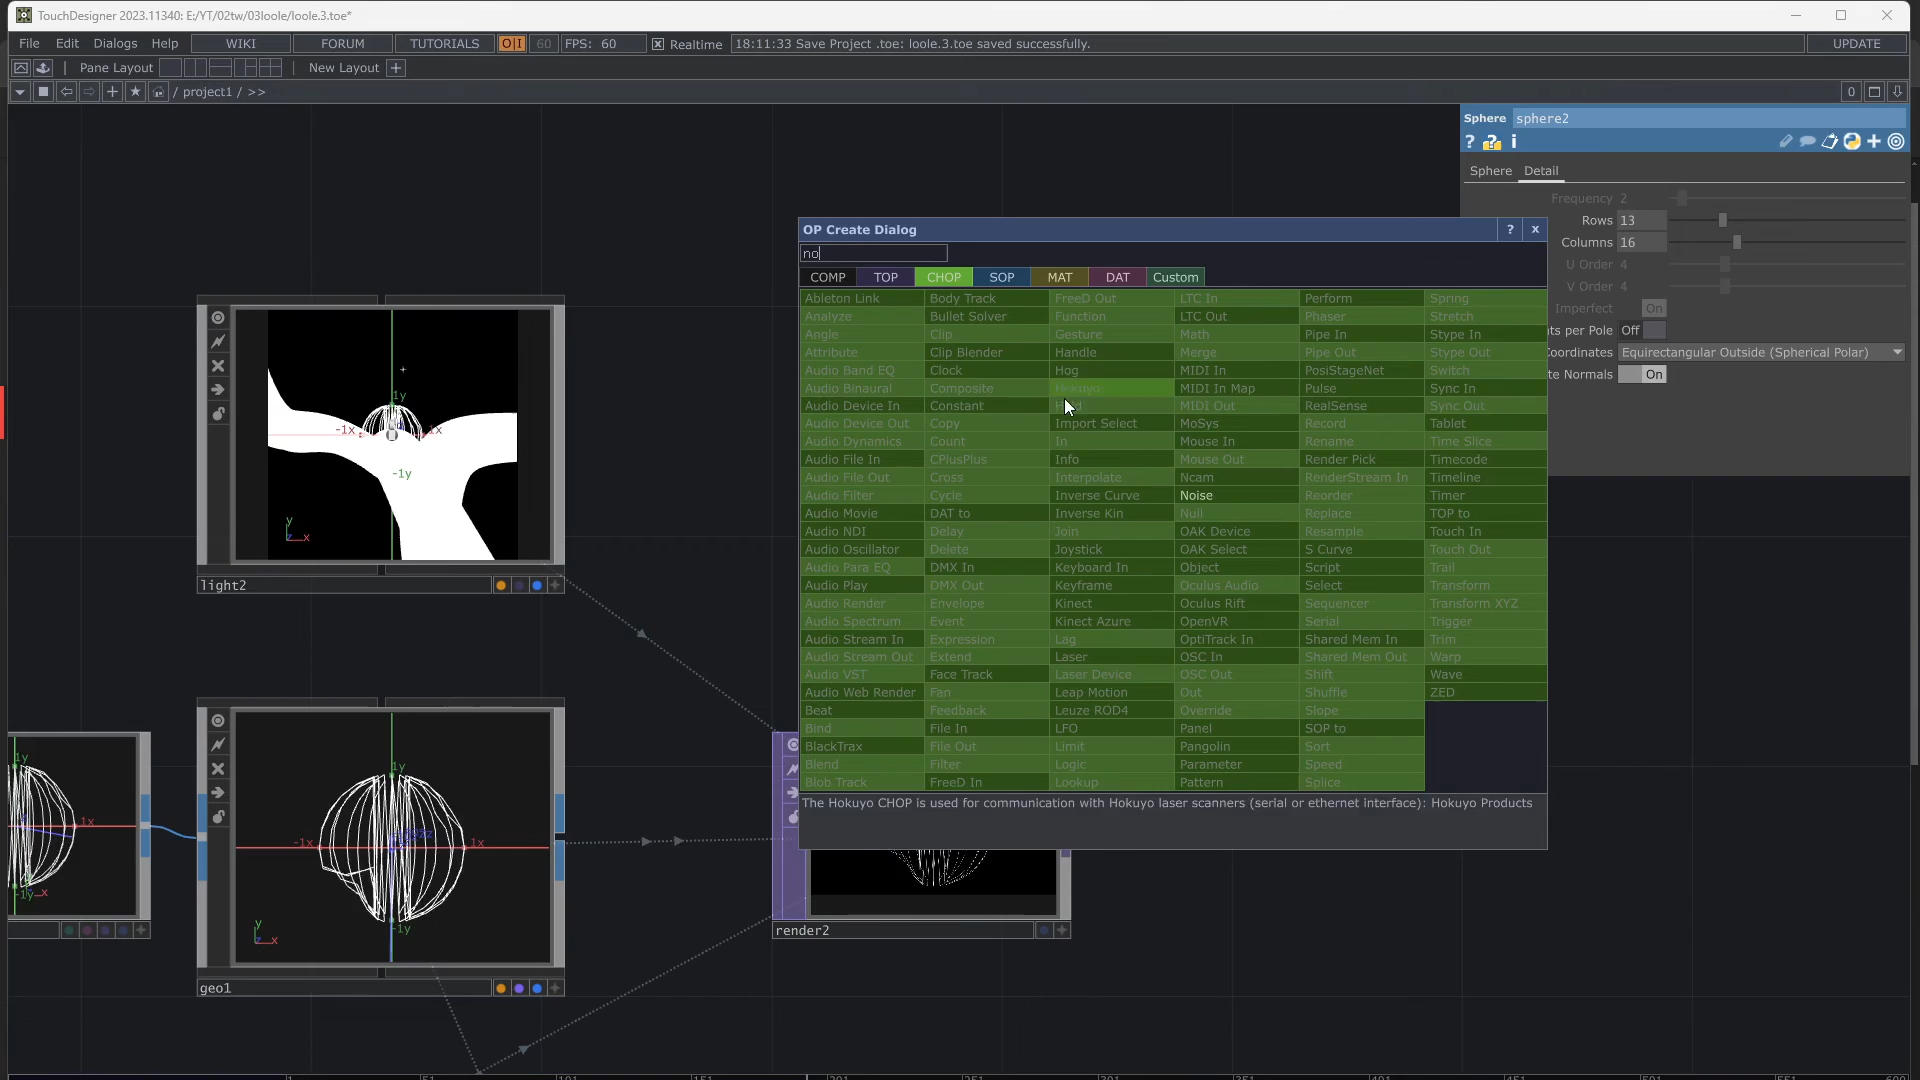 TouchDesigner 2023.11340: E:/YT/02tw/03loole/loole.3.toe*
File Edit Dialogs Help WIKI FORUM TUTORIALS O|I 60 FPS: 60 Realtime 18:11:33 Save Project .toe: loole.3.toe saved successfully. UPDATE
Pane Layout New Layout +
/ project1 / >> 0
Sphere sphere2
? i
Sphere Detail
Frequency 2
Rows 13
Columns 16
U Order 4
V Order 4
Imperfect On
ts per Pole Off
Coordinates Equirectangular Outside (Spherical Polar)
te Normals On
OP Create Dialog ? x
no
COMP TOP CHOP SOP MAT DAT Custom
Ableton Link Body Track FreeD Out LTC In Perform Spring
Analyze Bullet Solver Function LTC Out Phaser Stretch
Angle Clip Gesture Math Pipe In Stype In
Attribute Clip Blender Handle Merge Pipe Out Stype Out
Audio Band EQ Clock Hog MIDI In PosiStageNet Switch
Audio Binaural Composite Hokuyo MIDI In Map Pulse Sync In
Audio Device In Constant MIDI Out RealSense Sync Out
Audio Device Out Copy Import Select MoSys Record Tablet
Audio Dynamics Count In Mouse In Rename Time Slice
Audio File In CPlusPlus Info Mouse Out Render Pick Timecode
Audio File Out Cross Interpolate Ncam RenderStream In Timeline
Audio Filter Cycle Inverse Curve Noise Reorder Timer
Audio Movie DAT to Inverse Kin Null Replace TOP to
Audio NDI Delay Join OAK Device Resample Touch In
Audio Oscillator Delete Joystick OAK Select S Curve Touch Out
Audio Para EQ DMX In Keyboard In Object Script Trail
Audio Play DMX Out Keyframe Oculus Audio Select Transform
Audio Render Envelope Kinect Oculus Rift Sequencer Transform XYZ
Audio Spectrum Event Kinect Azure OpenVR Serial Trigger
Audio Stream In Expression Lag OptiTrack In Shared Mem In Trim
Audio Stream Out Extend Laser OSC In Shared Mem Out Warp
Audio VST Face Track Laser Device OSC Out Shift Wave
Audio Web Render Fan Leap Motion Out Shuffle ZED
Beat Feedback Leuze ROD4 Override Slope
Bind File In LFO Panel SOP to
BlackTrax File Out Limit Pangolin Sort
Blend Filter Logic Parameter Speed
Blob Track FreeD In Lookup Pattern Splice
The Hokuyo CHOP is used for communication with Hokuyo laser scanners (serial or ethernet interface): Hokuyo Products
1y
-1x 1x
-1y
y
x
light2
1y
1x
-1y
x
1y
-1x 1x
-1y
y
x
geo1
render2